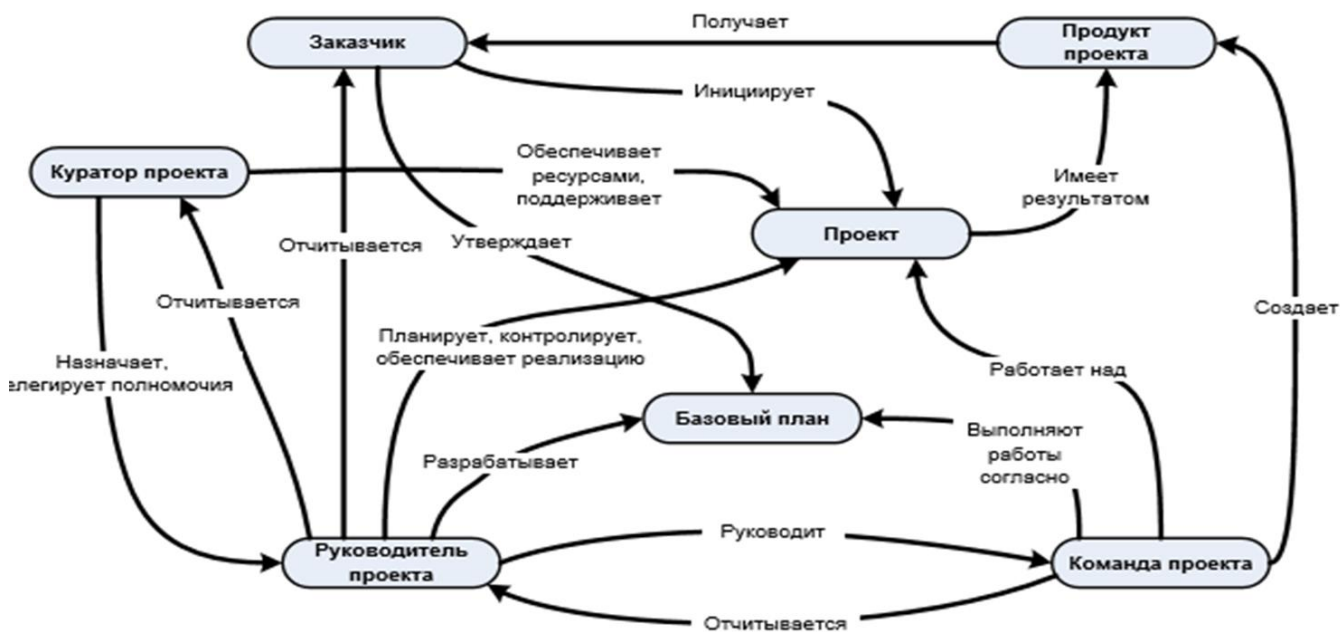 Получает
Заказчик
Продукт
проекта
Инициирует
Обеспечивает
ресурсами,
поддерживает
Куратор проекта
Имеет
результатом
Проект
Отчитывается
Утверждает
Отчитывается
Создает
Планирует, контролирует,
обеспечивает реализацию
Назначает,
елегирует полномочия
Работает над
Базовый план
Выполняют
работы
согласно
Разрабатывает
Руководит
Руководитель
проекта
Команда проекта
Отчитывается